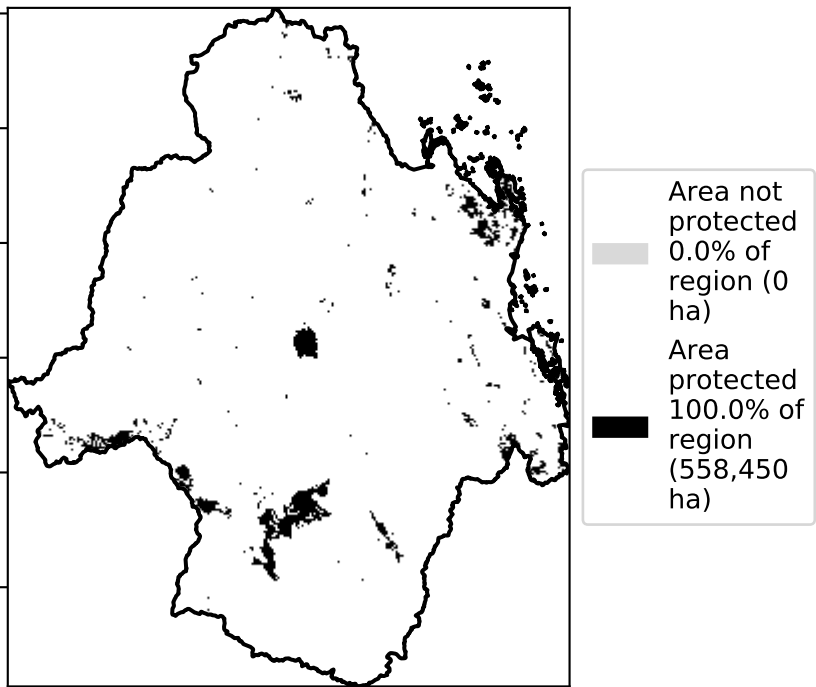 Area not
protected
0.0% of
region (0
ha)
Area
protected
100.0% of
region
(558,450
ha)